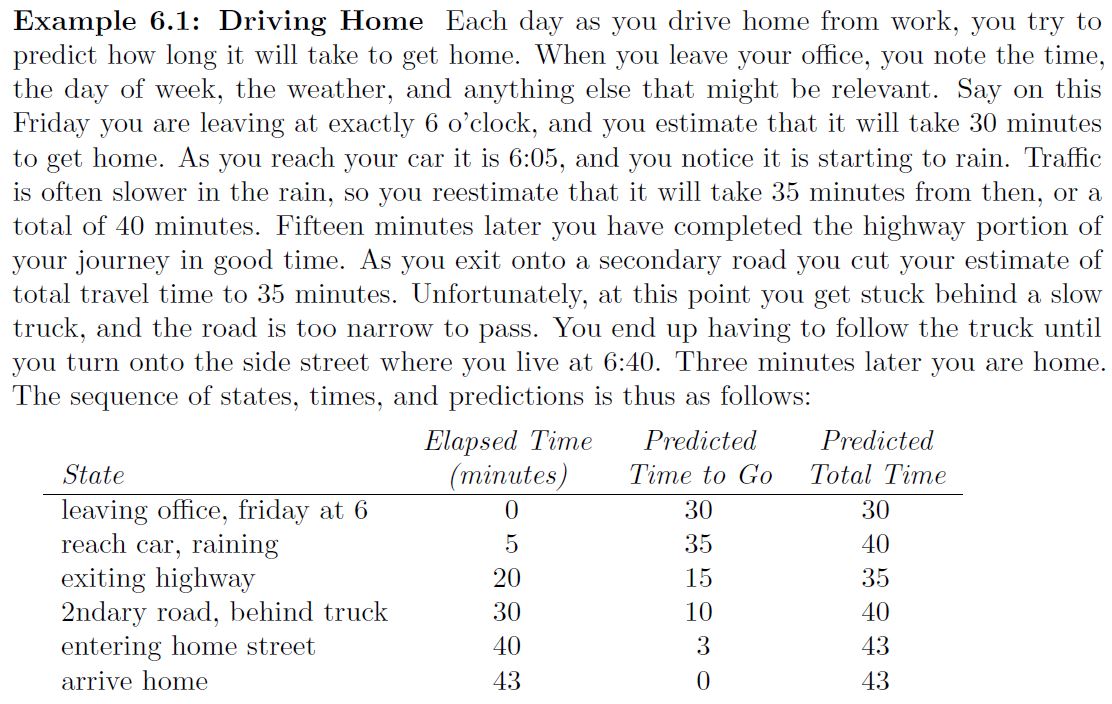 Example 6.1: Driving Home Each day as you drive home from work, you try to
predict how long it will take to get home. When you leave your office, you note the time,
the day of week, the weather, and anything else that might be relevant. Say on this
Friday you are leaving at exactly 6 o'clock, and you estimate that it will take 30 minutes
to get home. As you reach your car it is 6:05, and you notice it is starting to rain. Traffic
is often slower in the rain, so you reestimate that it will take 35 minutes from then, or a
total of 40 minutes. Fifteen minutes later you have completed the highway portion of
your journey in good time. As you exit onto a secondary road you cut your estimate of
total travel time to 35 minutes. Unfortunately, at this point you get stuck behind a slow
truck, and the road is too narrow to pass. You end up having to follow the truck until
you turn onto the side street where you live at 6:40. Three minutes later you are home.
The sequence of states, times, and predictions is thus as follows:
Elapsed Time Predicted Predicted
State (minutes) Time to Go Total Time
leaving office, friday at 6 0 30 30
reach car, raining 5 35 40
exiting highway 20 15 35
2ndary road, behind truck 30 10 40
entering home street 40 3 43
arrive home 43 0 43